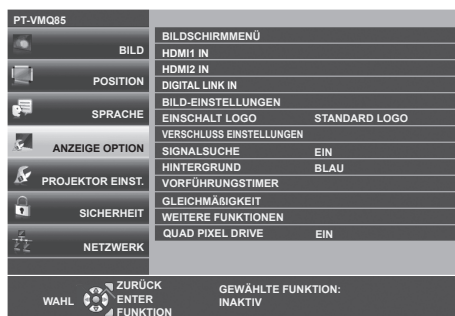 PT-VMQ85
BILD
POSITION
SPRACHE
ANZEIGE OPTION
PROJEKTOR EINST.
SICHERHEIT
NETZWERK
BILDSCHIRMMENÜ
HDMI1 IN
HDMI2 IN
DIGITAL LINK IN
BILD-EINSTELLUNGEN
EINSCHALT LOGO STANDARD LOGO
VERSCHLUSS EINSTELLUNGEN
SIGNALSUCHE EIN
HINTERGRUND BLAU
VORFÜHRUNGSTIMER
GLEICHMÄßIGKEIT
WEITERE FUNKTIONEN
QUAD PIXEL DRIVE EIN
WAHL
ZURÜCK
ENTER
FUNKTION
GEWÄHLTE FUNKTION:
INAKTIV